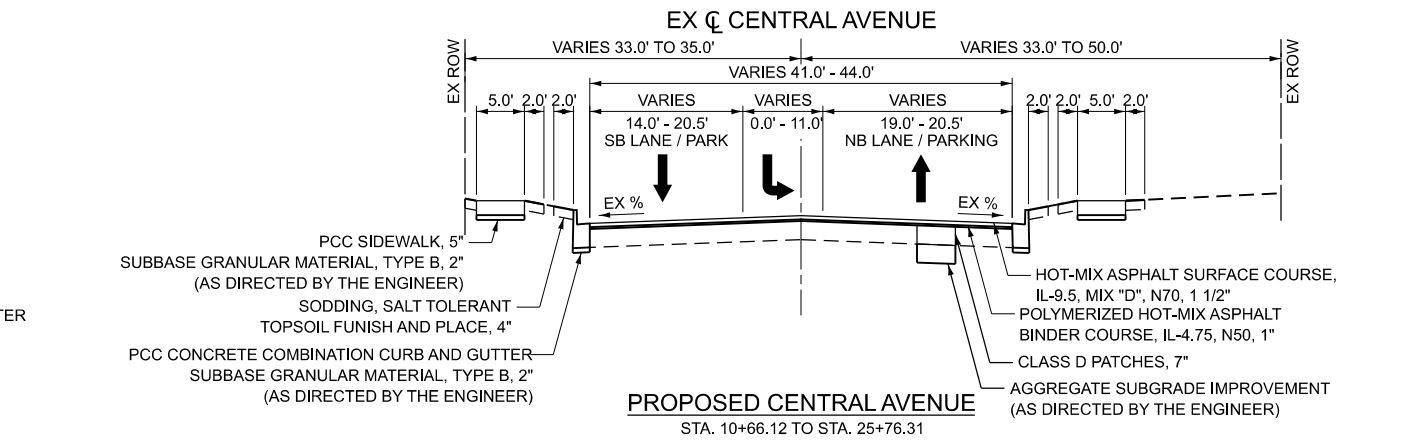 EX ℄ CENTRAL AVENUE
VARIES 33.0' TO 35.0'
VARIES 33.0' TO 50.0'
EX ROW
EX ROW
VARIES 41.0' - 44.0'
5.0' 2.0' 2.0'
VARIES
VARIES
VARIES
2.0' 2.0' 5.0' 2.0'
14.0' - 20.5'
0.0' - 11.0'
19.0' - 20.5'
SB LANE / PARK
NB LANE / PARKING
EX %
EX %
PCC SIDEWALK, 5"
SUBBASE GRANULAR MATERIAL, TYPE B, 2"
(AS DIRECTED BY THE ENGINEER)
SODDING, SALT TOLERANT
TOPSOIL FUNISH AND PLACE, 4"
PCC CONCRETE COMBINATION CURB AND GUTTER
SUBBASE GRANULAR MATERIAL, TYPE B, 2"
(AS DIRECTED BY THE ENGINEER)
TER
HOT-MIX ASPHALT SURFACE COURSE,
IL-9.5, MIX "D", N70, 1 1/2"
POLYMERIZED HOT-MIX ASPHALT
BINDER COURSE, IL-4.75, N50, 1"
CLASS D PATCHES, 7"
AGGREGATE SUBGRADE IMPROVEMENT
(AS DIRECTED BY THE ENGINEER)
PROPOSED CENTRAL AVENUE
STA. 10+66.12 TO STA. 25+76.31